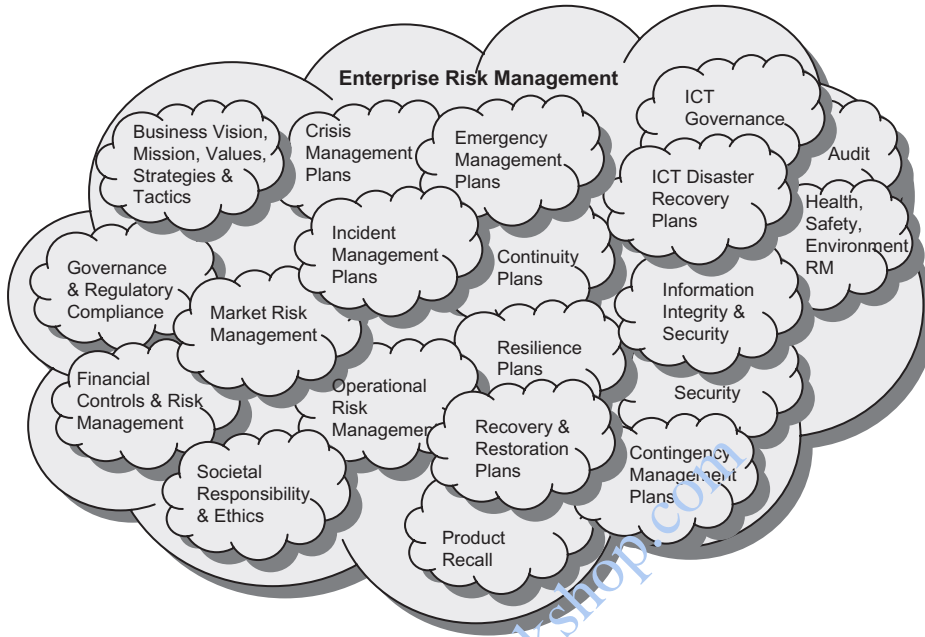 Enterprise Risk Management
Business Vision,
Mission, Values,
Strategies &
Tactics
Crisis
Management
Plans
Emergency
Management
Plans
ICT
Governance
Audit
ICT Disaster
Recovery
Plans
Health,
Safety,
Environment
RM
Incident
Management
Plans
Continuity
Plans
Governance
& Regulatory
Compliance
Market Risk
Management
Information
Integrity &
Security
Resilience
Plans
Financial
Controls & Risk
Management
Operational
Risk
Management
Security
Recovery &
Restoration
Plans
Contingency
Management
Plans
Societal
Responsibility
& Ethics
Product
Recall
kshop.com